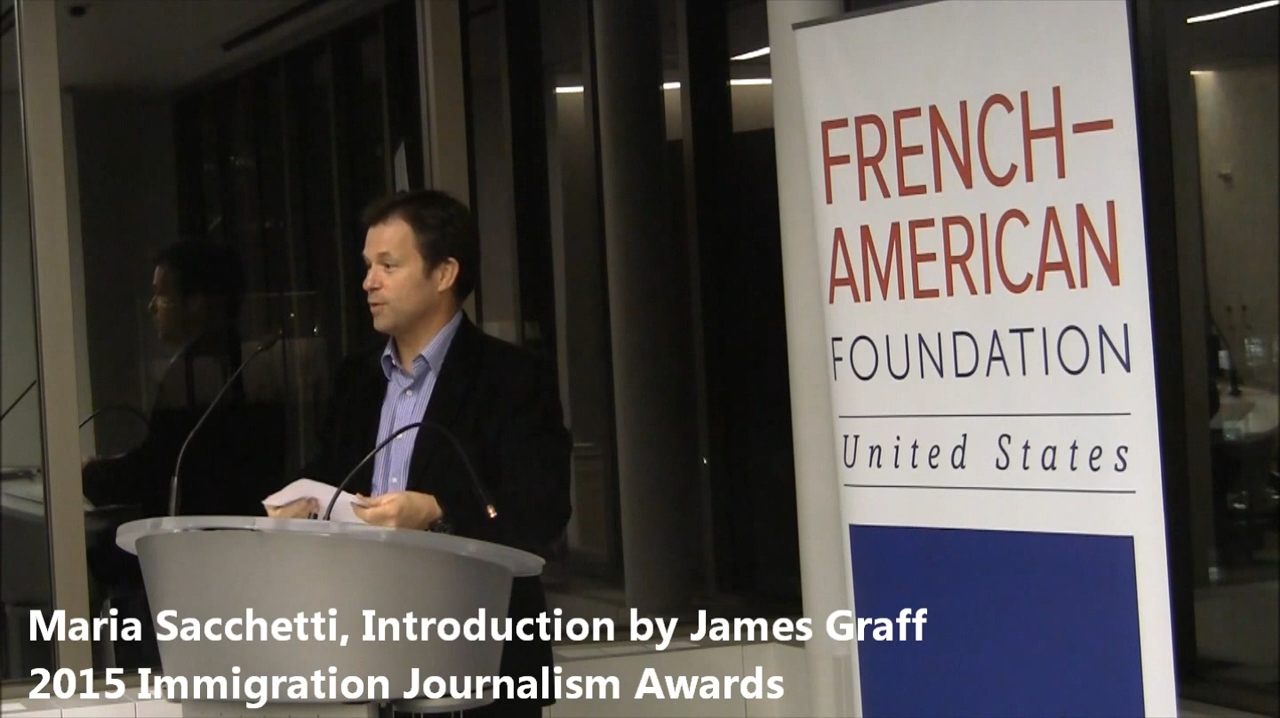 FRENCH–
AMERICAN
FOUNDATION
United States
Maria Sacchetti, Introduction by James Graff
2015 Immigration Journalism Awards